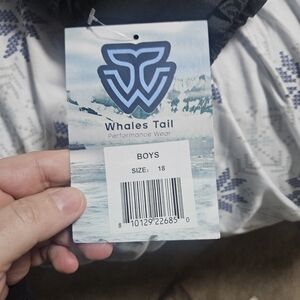 Whales Tail
Performance Wear
BOYS
SIZE: 18
8 10129 22685 0